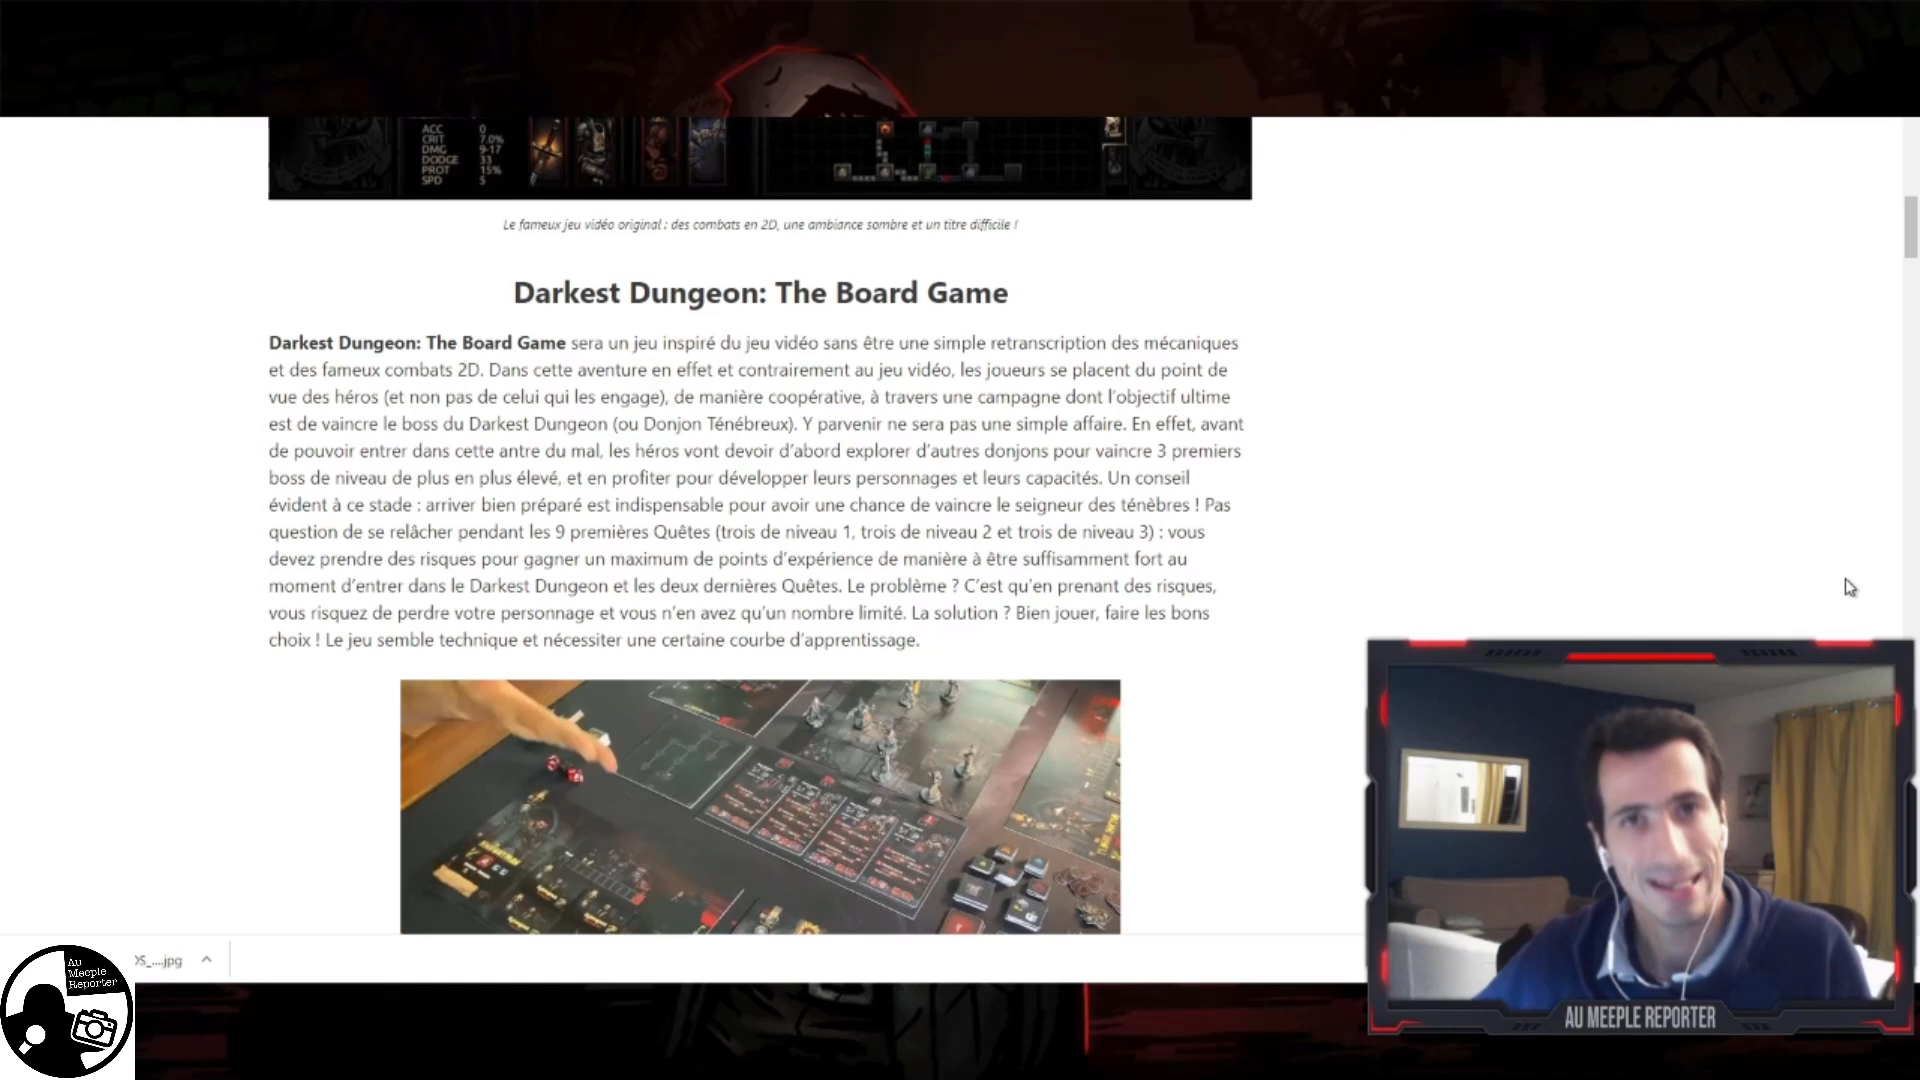 ACC 0
CRIT 7.0%
DMG 9-17
DODGE 33
PROT 15%
SPD 5
Le fameux jeu vidéo original : des combats en 2D, une ambiance sombre et un titre difficile !
Darkest Dungeon: The Board Game
Darkest Dungeon: The Board Game sera un jeu inspiré du jeu vidéo sans être une simple retranscription des mécaniques
et des fameux combats 2D. Dans cette aventure en effet et contrairement au jeu vidéo, les joueurs se placent du point de
vue des héros (et non pas de celui qui les engage), de manière coopérative, à travers une campagne dont l’objectif ultime
est de vaincre le boss du Darkest Dungeon (ou Donjon Ténébreux). Y parvenir ne sera pas une simple affaire. En effet, avant
de pouvoir entrer dans cette antre du mal, les héros vont devoir d’abord explorer d’autres donjons pour vaincre 3 premiers
boss de niveau de plus en plus élevé, et en profiter pour développer leurs personnages et leurs capacités. Un conseil
évident à ce stade : arriver bien préparé est indispensable pour avoir une chance de vaincre le seigneur des ténèbres ! Pas
question de se relâcher pendant les 9 premières Quêtes (trois de niveau 1, trois de niveau 2 et trois de niveau 3) : vous
devez prendre des risques pour gagner un maximum de points d’expérience de manière à être suffisamment fort au
moment d’entrer dans le Darkest Dungeon et les deux dernières Quêtes. Le problème ? C’est qu’en prenant des risques,
vous risquez de perdre votre personnage et vous n’en avez qu’un nombre limité. La solution ? Bien jouer, faire les bons
choix ! Le jeu semble technique et nécessiter une certaine courbe d’apprentissage.
Au
Meeple
Reporter
OS_....jpg
AU MEEPLE REPORTER